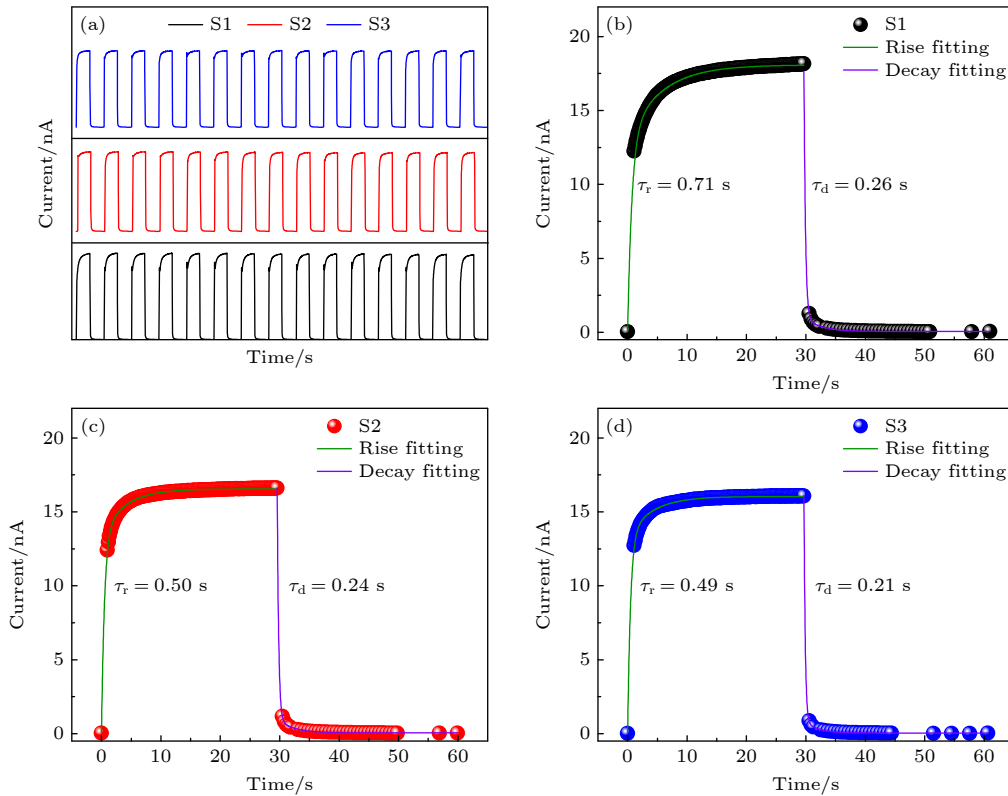 (a)
S1 S2 S3
Current/nA
Time/s
(b)
S1
Rise fitting
Decay fitting
τr = 0.71 s
τd = 0.26 s
20
15
10
5
0
0 10 20 30 40 50 60
Current/nA
Time/s
(c)
S2
Rise fitting
Decay fitting
τr = 0.50 s
τd = 0.24 s
20
15
10
5
0
0 10 20 30 40 50 60
Current/nA
Time/s
(d)
S3
Rise fitting
Decay fitting
τr = 0.49 s
τd = 0.21 s
20
15
10
5
0
0 10 20 30 40 50 60
Current/nA
Time/s